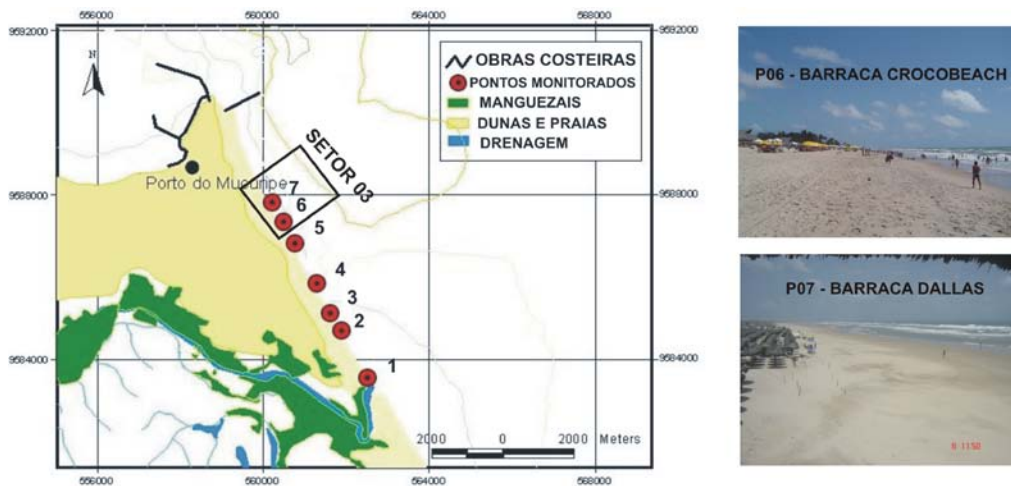 556000 560000 564000 568000
9592000 9592000
N
OBRAS COSTEIRAS
PONTOS MONITORADOS
MANGUEZAIS
DUNAS E PRAIAS
DRENAGEM
SETOR 03
Porto do Mucuripe
9588000 9588000
7
6
5
4
3
2
1
9584000 9584000
2000 0 2000 Meters
556000 560000 564000 568000
P06 - BARRACA CROCOBEACH
P07 - BARRACA DALLAS